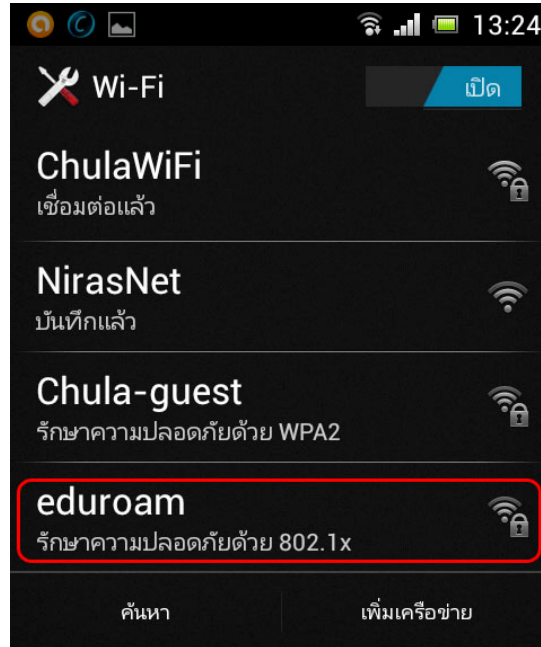 13:24
Wi-Fi
เปิด
ChulaWiFi
เชื่อมต่อแล้ว
NirasNet
บันทึกแล้ว
Chula-guest
รักษาความปลอดภัยด้วย WPA2
eduroam
รักษาความปลอดภัยด้วย 802.1x
ค้นหา
เพิ่มเครือข่าย